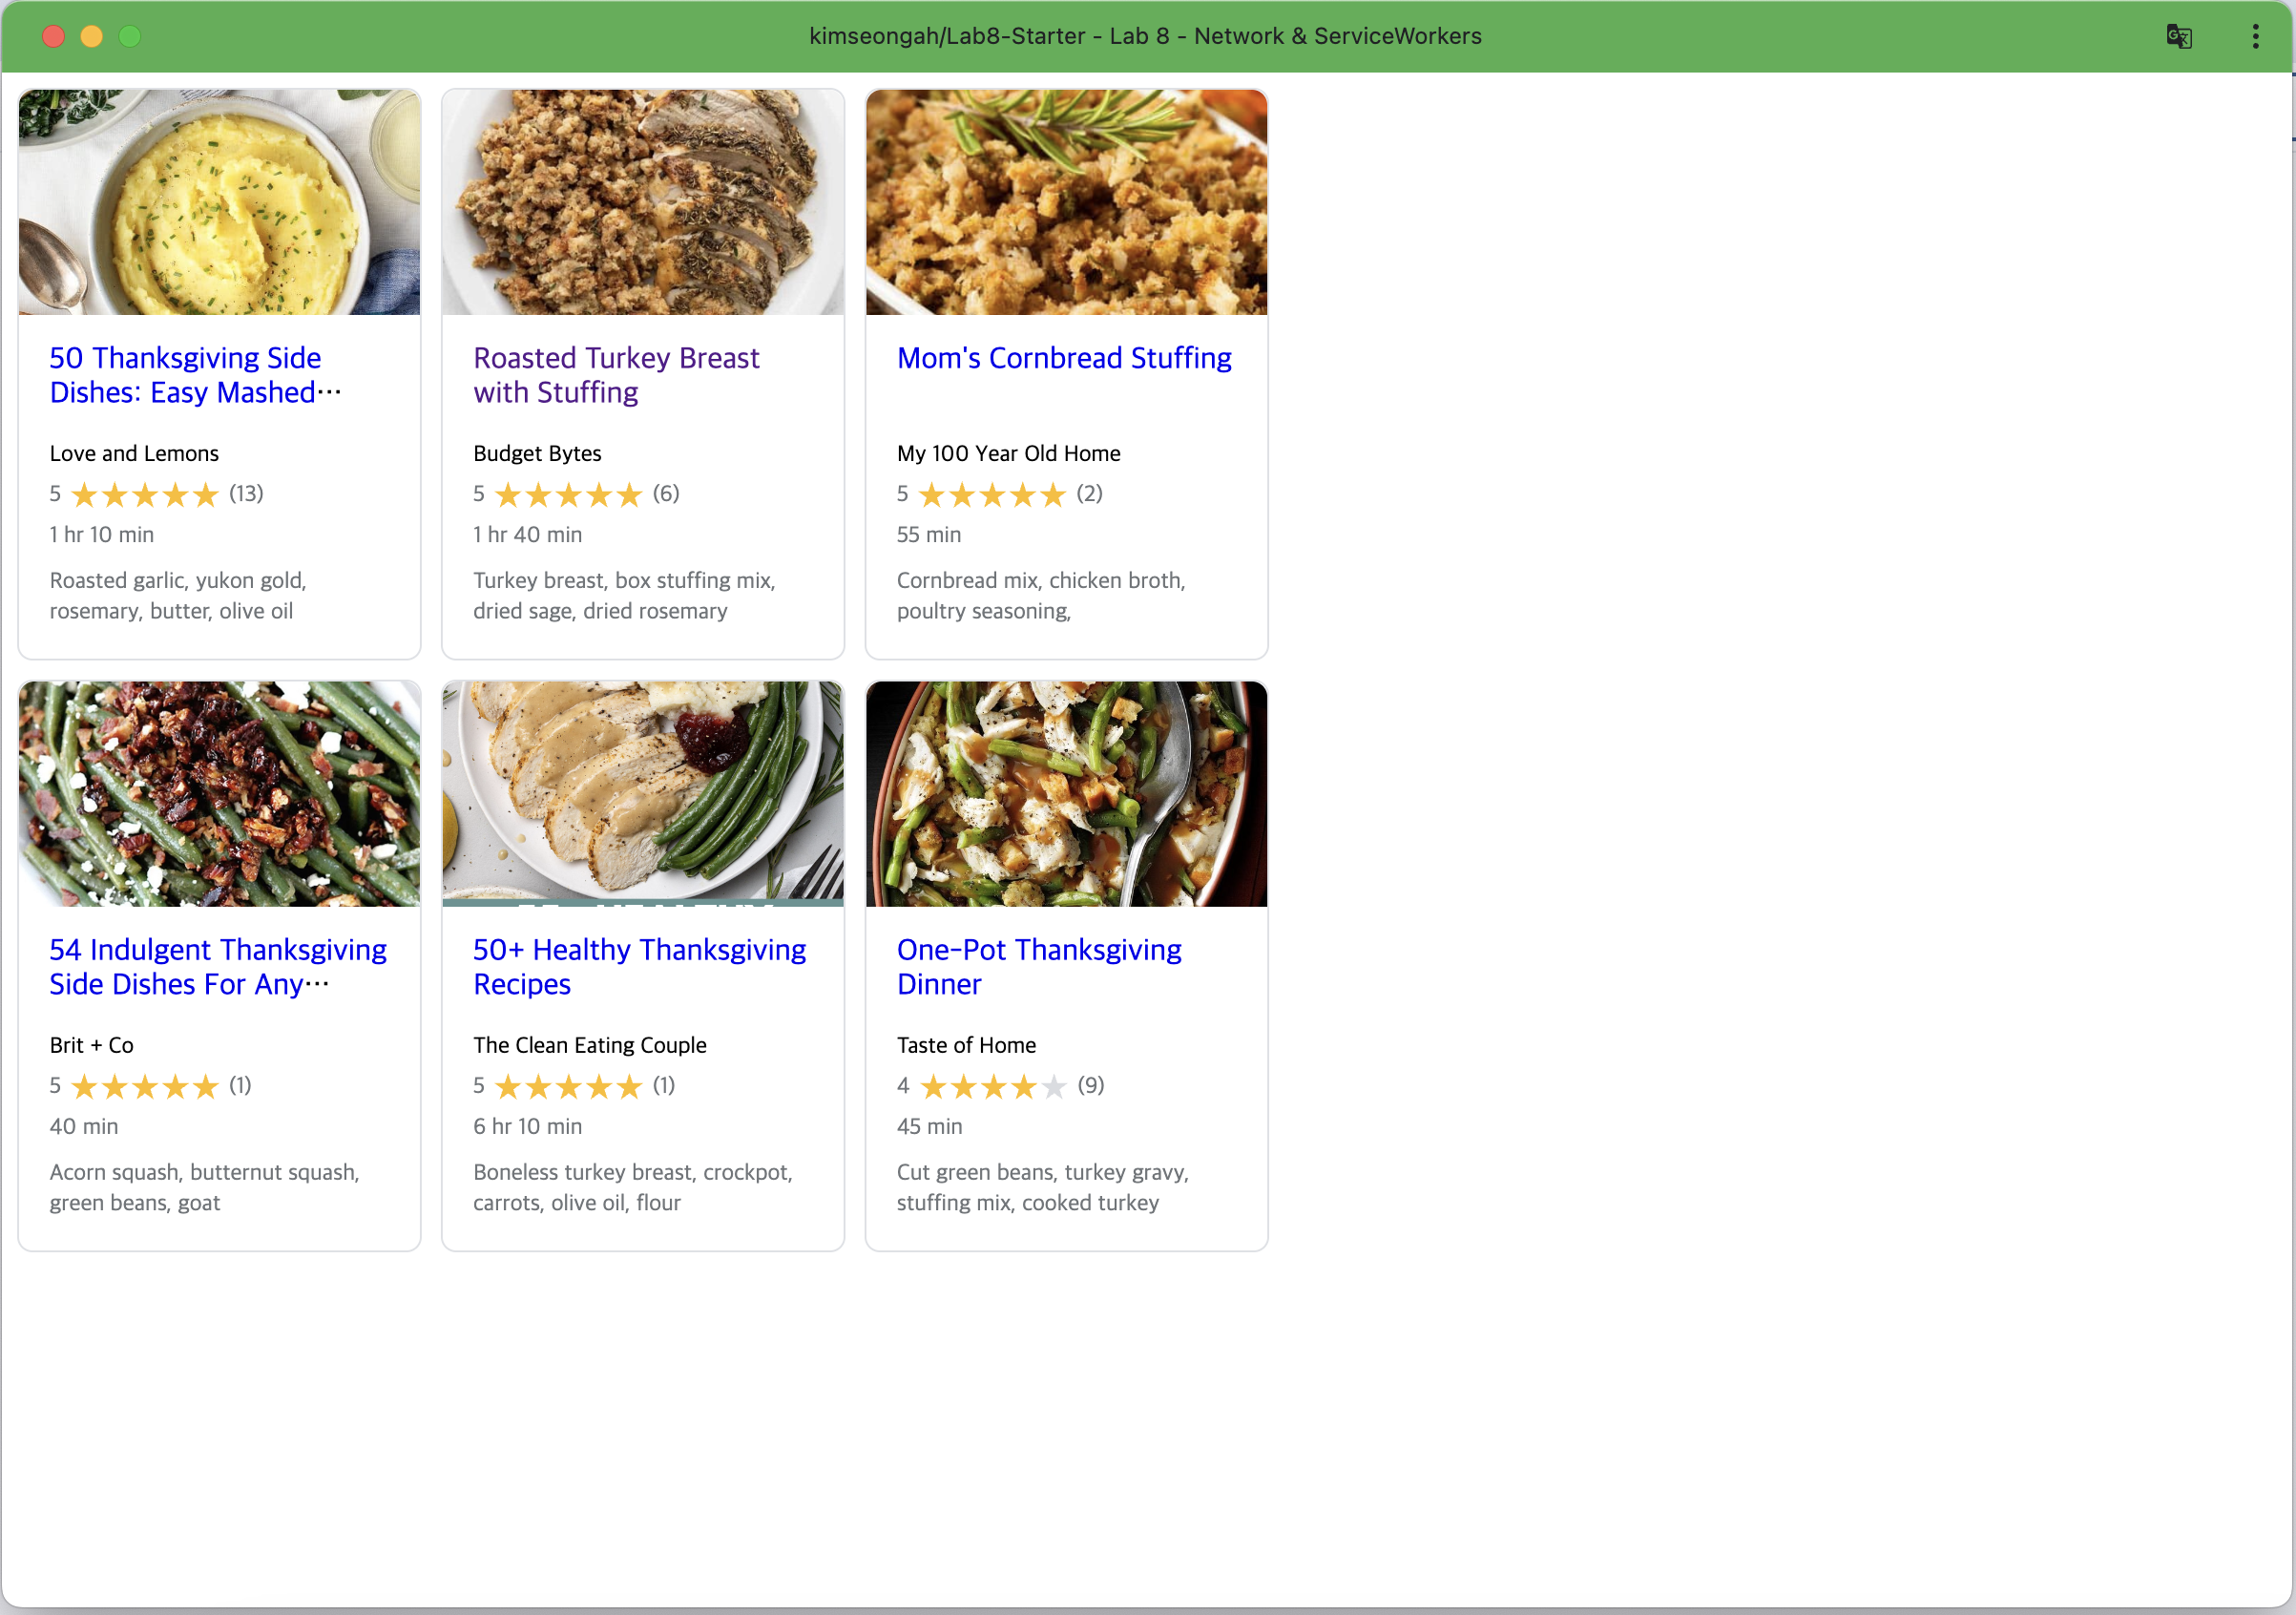 kimseongah/Lab8-Starter - Lab 8 - Network & ServiceWorkers
50 Thanksgiving Side
Dishes: Easy Mashed···
Love and Lemons
5 (13)
1 hr 10 min
Roasted garlic, yukon gold,
rosemary, butter, olive oil
Roasted Turkey Breast
with Stuffing
Budget Bytes
5 (6)
1 hr 40 min
Turkey breast, box stuffing mix,
dried sage, dried rosemary
Mom's Cornbread Stuffing
My 100 Year Old Home
5 (2)
55 min
Cornbread mix, chicken broth,
poultry seasoning,
54 Indulgent Thanksgiving
Side Dishes For Any···
Brit + Co
5 (1)
40 min
Acorn squash, butternut squash,
green beans, goat
50+ Healthy Thanksgiving
Recipes
The Clean Eating Couple
5 (1)
6 hr 10 min
Boneless turkey breast, crockpot,
carrots, olive oil, flour
One-Pot Thanksgiving
Dinner
Taste of Home
4 (9)
45 min
Cut green beans, turkey gravy,
stuffing mix, cooked turkey